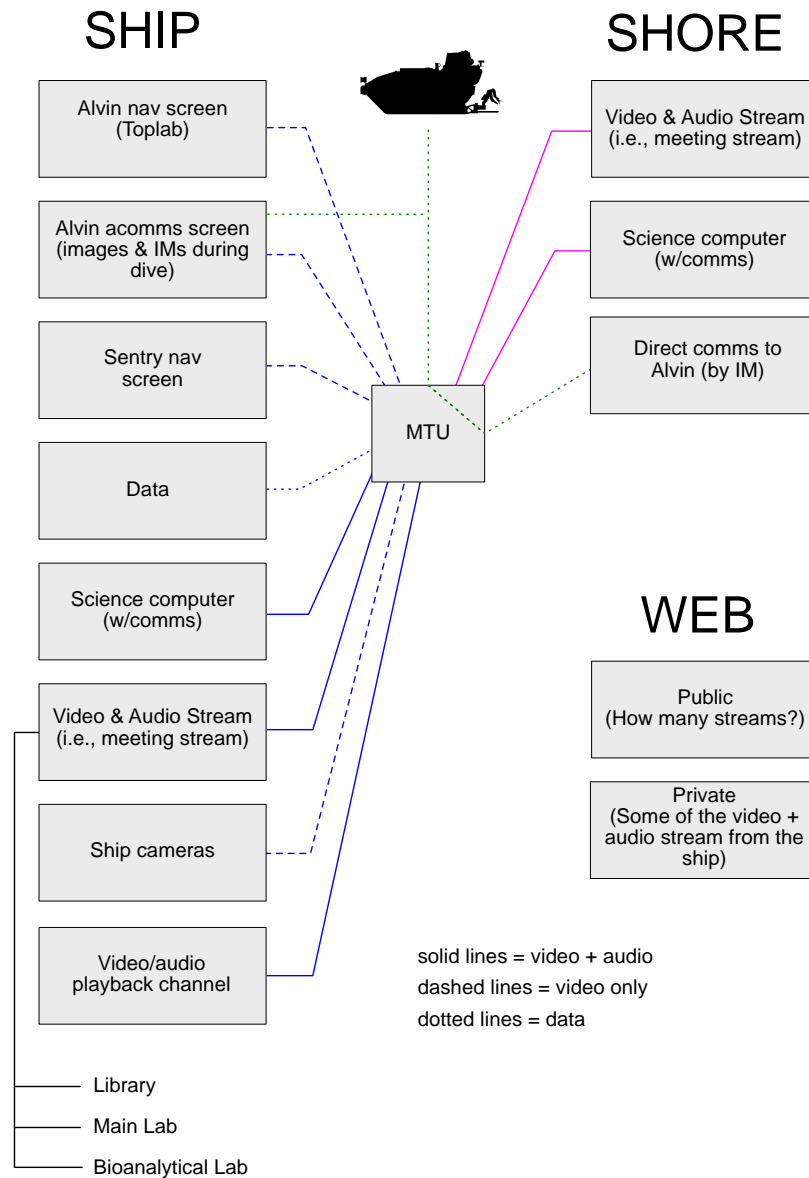 SHIP
Alvin nav screen
(Toplab)
Alvin acomms screen
(images & IMs during
dive)
Sentry nav
screen
Data
Science computer
(w/comms)
Video & Audio Stream
(i.e., meeting stream)
Ship cameras
Video/audio
playback channel
Library
Main Lab
Bioanalytical Lab
MTU
SHORE
Video & Audio Stream
(i.e., meeting stream)
Science computer
(w/comms)
Direct comms to
Alvin (by IM)
WEB
Public
(How many streams?)
Private
(Some of the video +
audio stream from the
ship)
solid lines = video + audio
dashed lines = video only
dotted lines = data